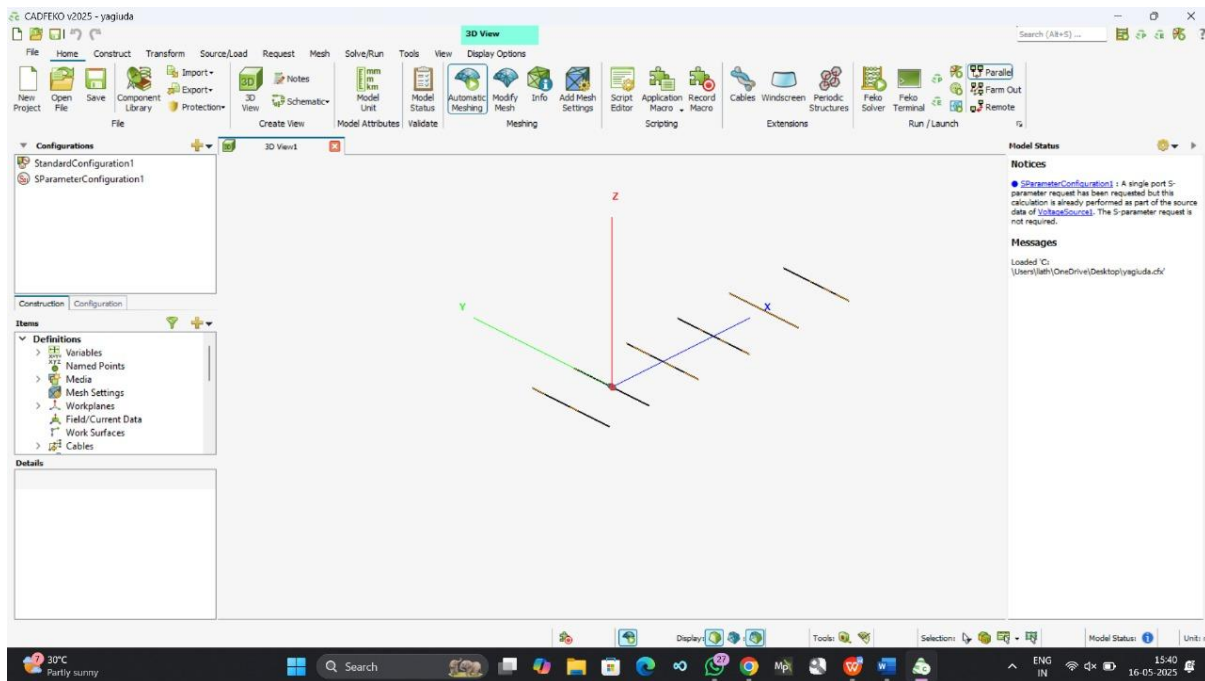 CADFEKO v2025 - yagiuda
3D View
Search (Alt+S) ...
File Home Construct Transform Source/Load Request Mesh Solve/Run Tools View Display Options
New Project
Open File
Save
Component Library
Import
Export
Protection
File
3D View
Notes
Schematic
Create View
mm
m
km
Model Unit
Model Attributes
Model Status
Validate
Automatic Meshing
Modify Mesh
Info
Add Mesh Settings
Meshing
Script Editor
Application Macro
Record Macro
Scripting
Cables
Windscreen
Periodic Structures
Extensions
Feko Solver
Feko Terminal
Parallel
Farm Out
Remote
Run / Launch
Configurations
StandardConfiguration1
SParameterConfiguration1
Construction Configuration
Items
Definitions
Variables
Named Points
Media
Mesh Settings
Workplanes
Field/Current Data
Work Surfaces
Cables
Details
3D View1
Z
Y
X
Model Status
Notices
SParameterConfiguration1 : A single port S-
parameter request has been requested but this
calculation is already performed as part of the source
data of VoltageSource1. The S-parameter request is
not required.
Messages
Loaded 'C:
\Users\lath\OneDrive\Desktop\yagiuda.cfx'
Display:
Tools:
Selection:
Model Status:
Unit:
7
30°C
Partly sunny
Search
27
ENG
IN
15:40
16-05-2025